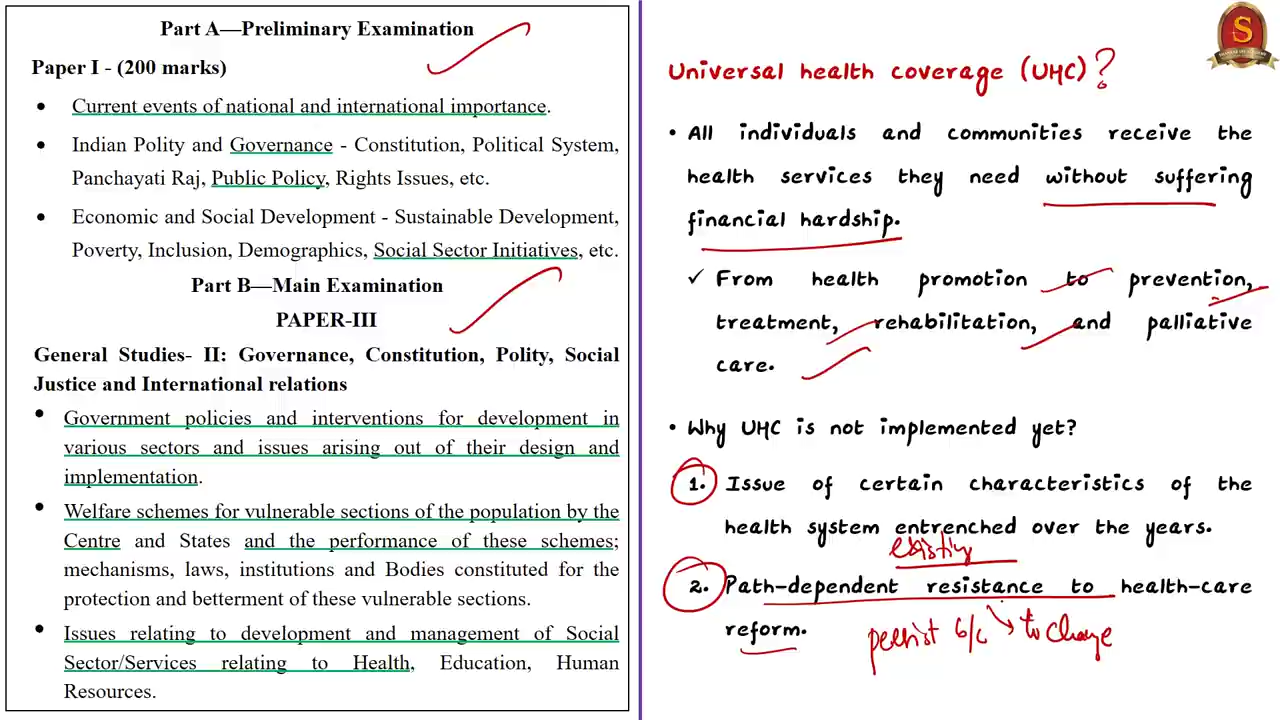 Part A—Preliminary Examination
Paper I - (200 marks)
• Current events of national and international importance.
• Indian Polity and Governance - Constitution, Political System,
Panchayati Raj, Public Policy, Rights Issues, etc.
• Economic and Social Development - Sustainable Development,
Poverty, Inclusion, Demographics, Social Sector Initiatives, etc.
Part B—Main Examination
PAPER-III
General Studies- II: Governance, Constitution, Polity, Social
Justice and International relations
• Government policies and interventions for development in
various sectors and issues arising out of their design and
implementation.
• Welfare schemes for vulnerable sections of the population by the
Centre and States and the performance of these schemes;
mechanisms, laws, institutions and Bodies constituted for the
protection and betterment of these vulnerable sections.
• Issues relating to development and management of Social
Sector/Services relating to Health, Education, Human
Resources.
Universal health coverage (UHC)?
• All individuals and communities receive the
health services they need without suffering
financial hardship.
✓ From health promotion to prevention,
treatment, rehabilitation, and palliative
care.
• Why UHC is not implemented yet?
1. Issue of certain characteristics of the
health system entrenched over the years.
existing
2. Path-dependent resistance to health-care
reform.
persist b/c to change
S